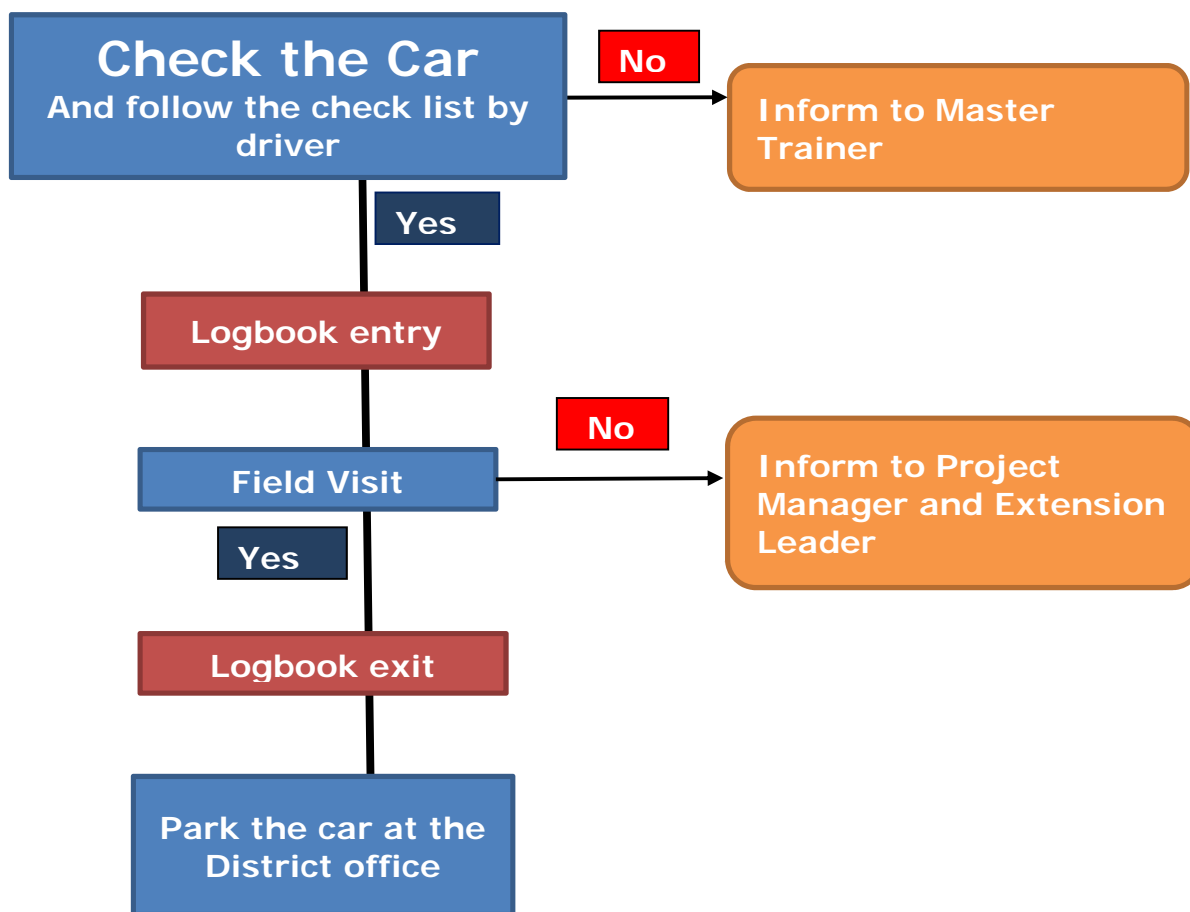 Check the Car
And follow the check list by
driver
No
Inform to Master
Trainer
Yes
Logbook entry
No
Field Visit
Inform to Project
Manager and Extension
Leader
Yes
Logbook exit
Park the car at the
District office